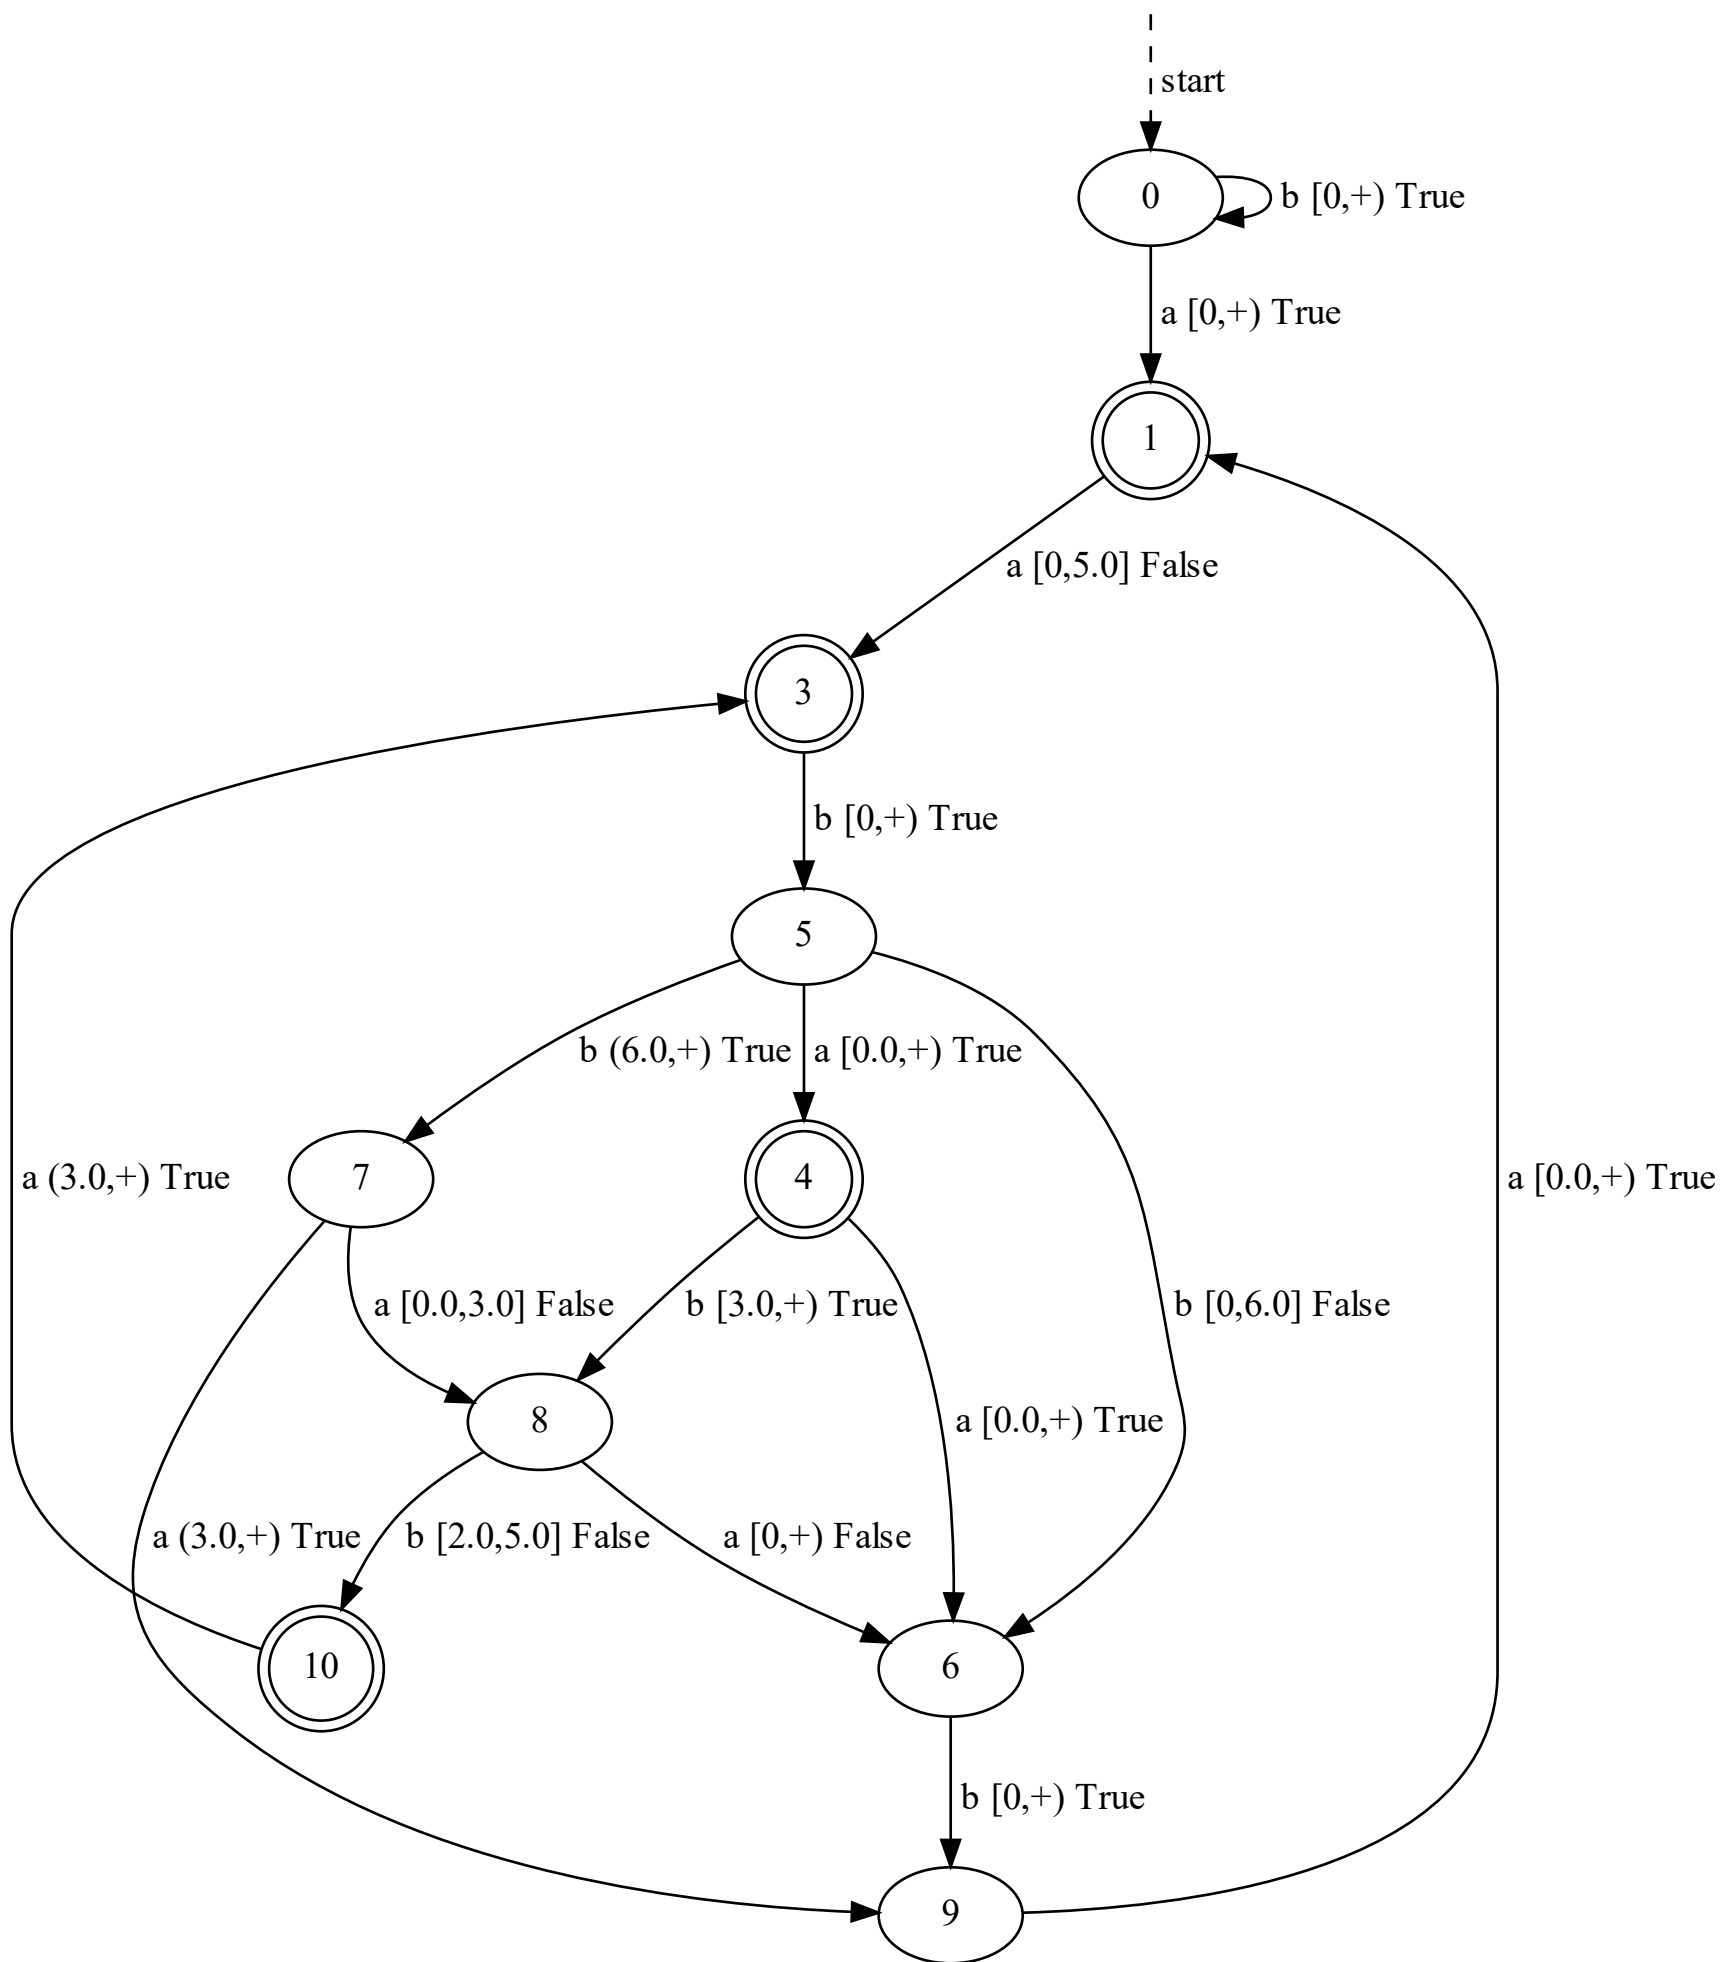 start
0
b [0,+) True
a [0,+) True
1
a [0,5.0] False
3
b [0,+) True
5
b (6.0,+) True
a [0.0,+) True
a (3.0,+) True
7
4
a [0.0,+) True
a [0.0,3.0] False
b [3.0,+) True
b [0,6.0] False
8
a [0.0,+) True
a (3.0,+) True
b [2.0,5.0] False
a [0,+) False
10
6
b [0,+) True
9